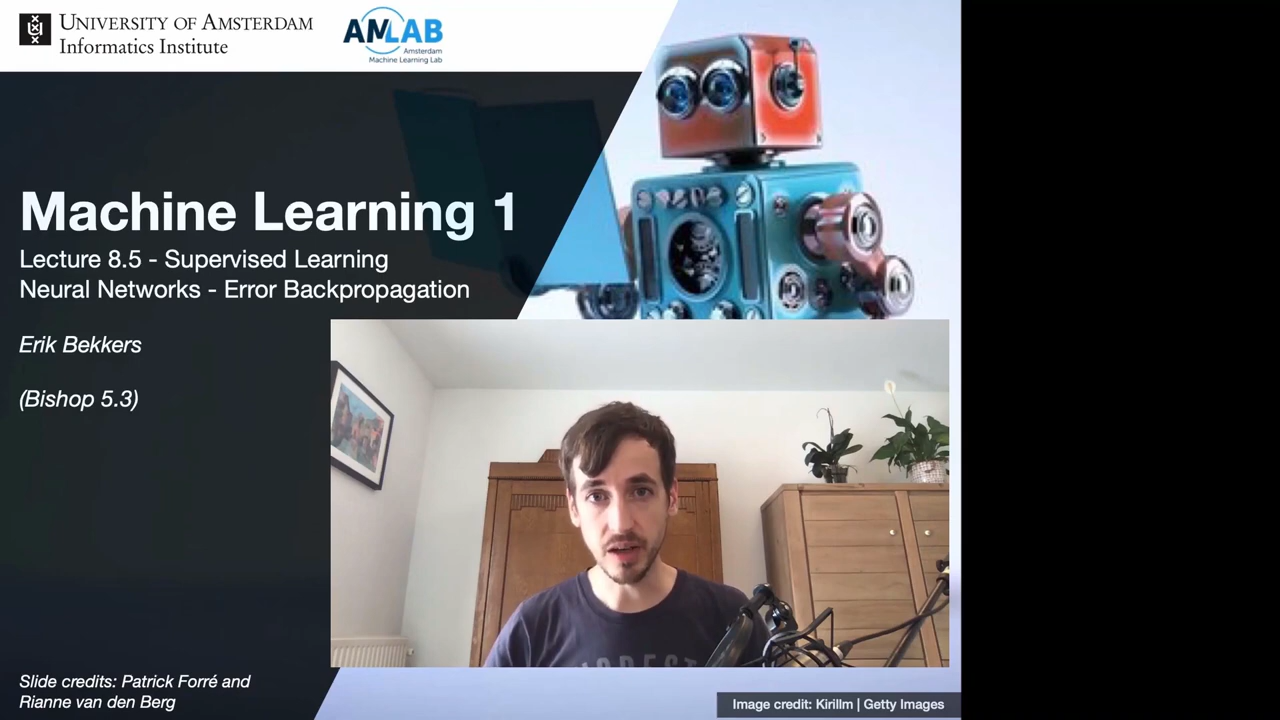 UNIVERSITY OF AMSTERDAM
Informatics Institute
AMLAB
Amsterdam
Machine Learning Lab
Machine Learning 1
Lecture 8.5 - Supervised Learning
Neural Networks - Error Backpropagation
Erik Bekkers
(Bishop 5.3)
Slide credits: Patrick Forré and
Rianne van den Berg
Image credit: Kirillm | Getty Images